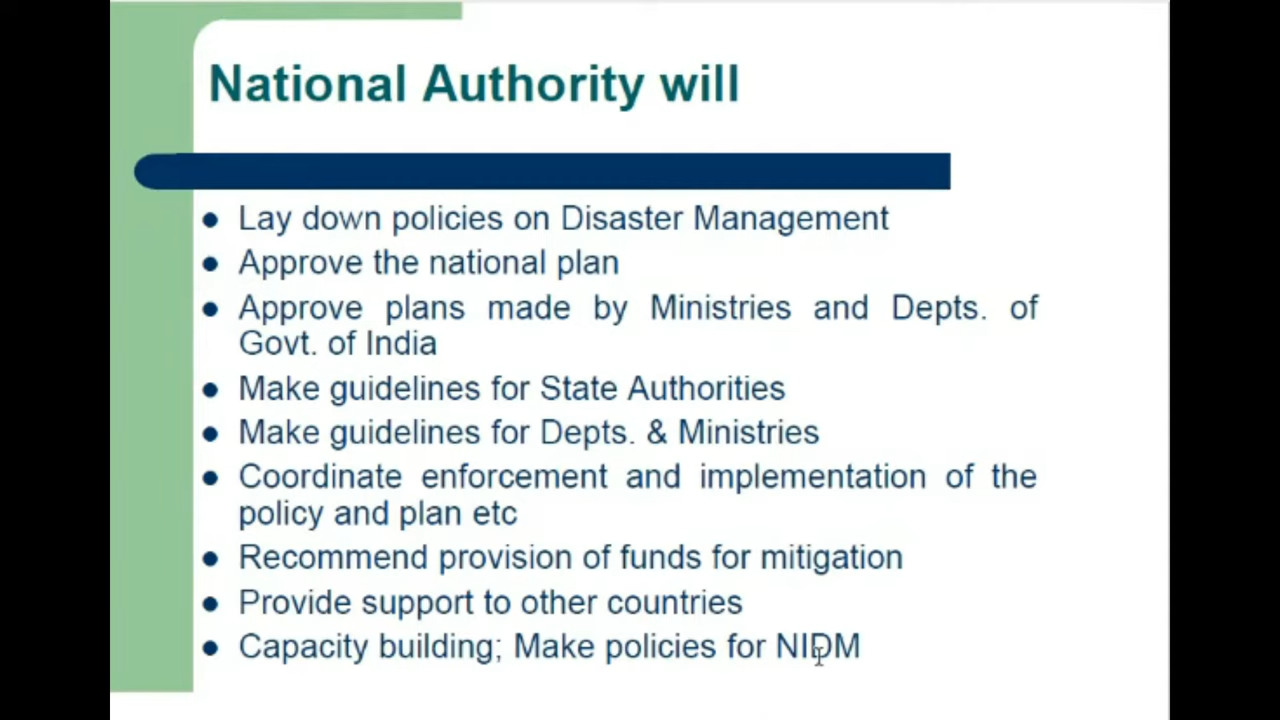 National Authority will
● Lay down policies on Disaster Management
● Approve the national plan
● Approve plans made by Ministries and Depts. of
Govt. of India
● Make guidelines for State Authorities
● Make guidelines for Depts. & Ministries
● Coordinate enforcement and implementation of the
policy and plan etc
● Recommend provision of funds for mitigation
● Provide support to other countries
● Capacity building; Make policies for NIDM